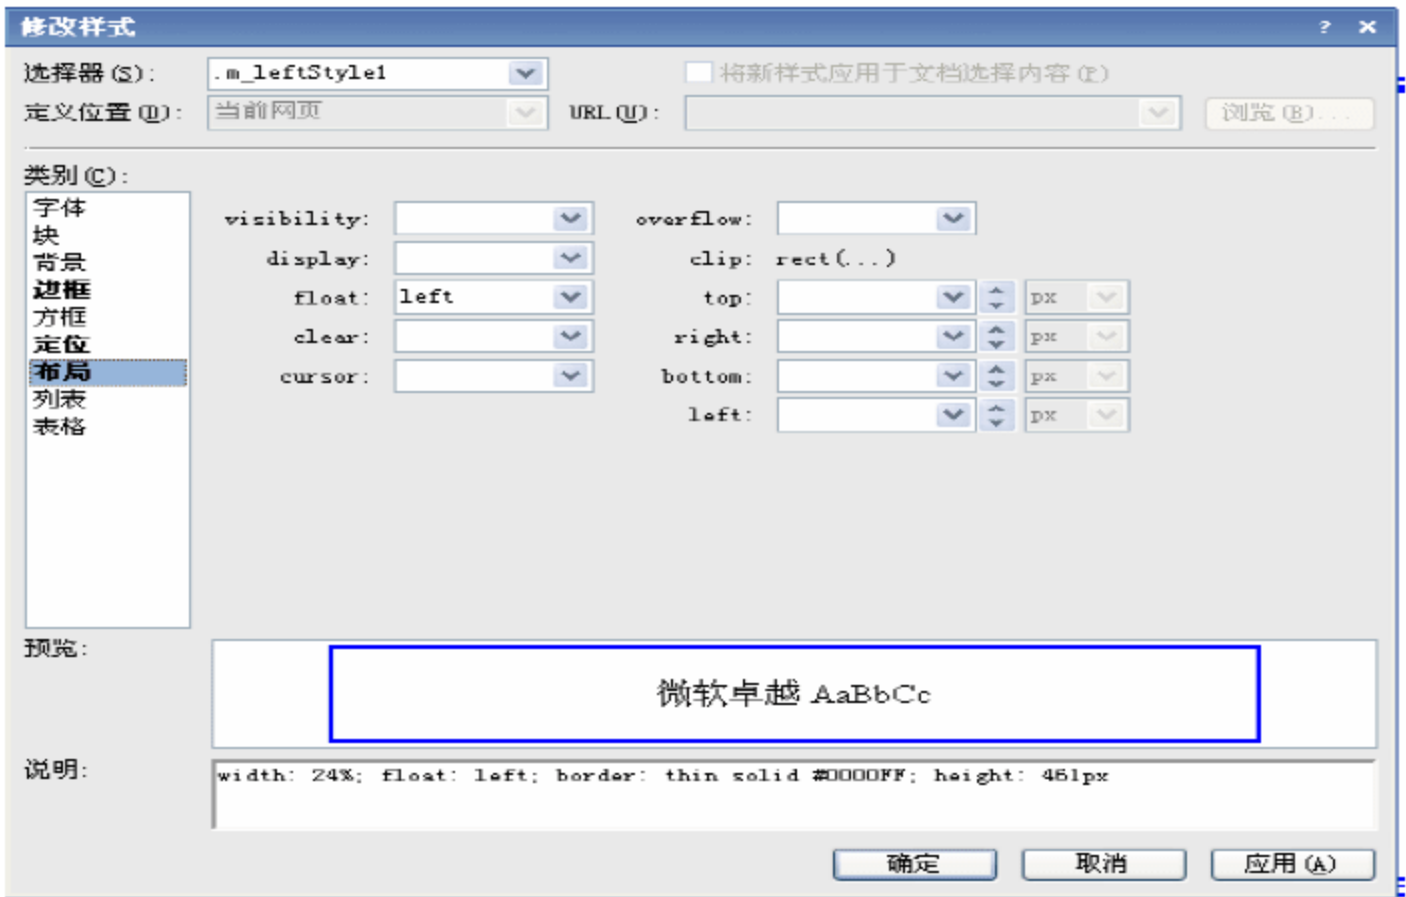 修改样式
选择器(S): .m_leftStyle1 将新样式应用于文档选择内容(P)
定义位置(D): 当前网页 URL(U): 浏览(B)...
类别(C):
字体
块
背景
边框
方框
定位
布局
列表
表格
visibility: overflow:
display: clip: rect(...)
float: left top: px
clear: right: px
cursor: bottom: px
left: px
预览:
微软卓越 AaBbCc
说明:
width: 24%; float: left; border: thin solid #0000FF; height: 461px
确定 取消 应用(A)